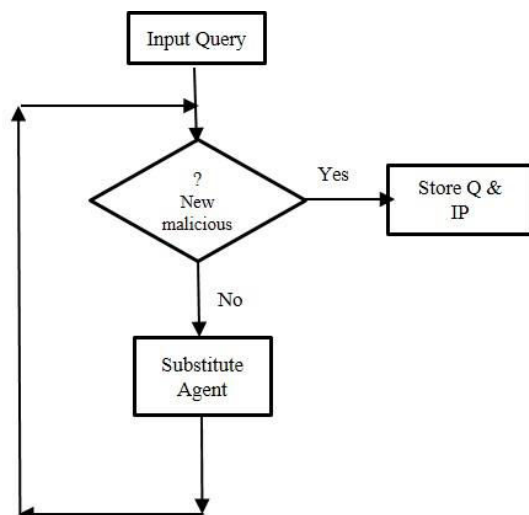 Input Query
?
New
malicious
Yes
Store Q &
IP
No
Substitute
Agent